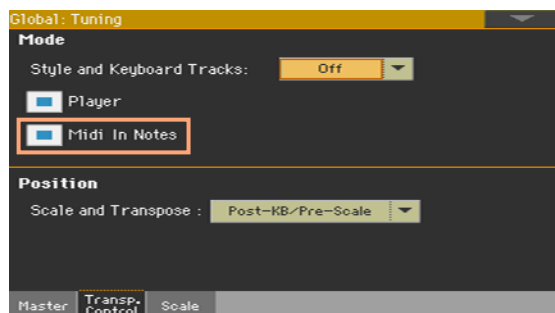 Global: Tuning
Mode
Style and Keyboard Tracks: Off
Player
Midi In Notes
Position
Scale and Transpose : Post-KB/Pre-Scale
Master Transp. Control Scale